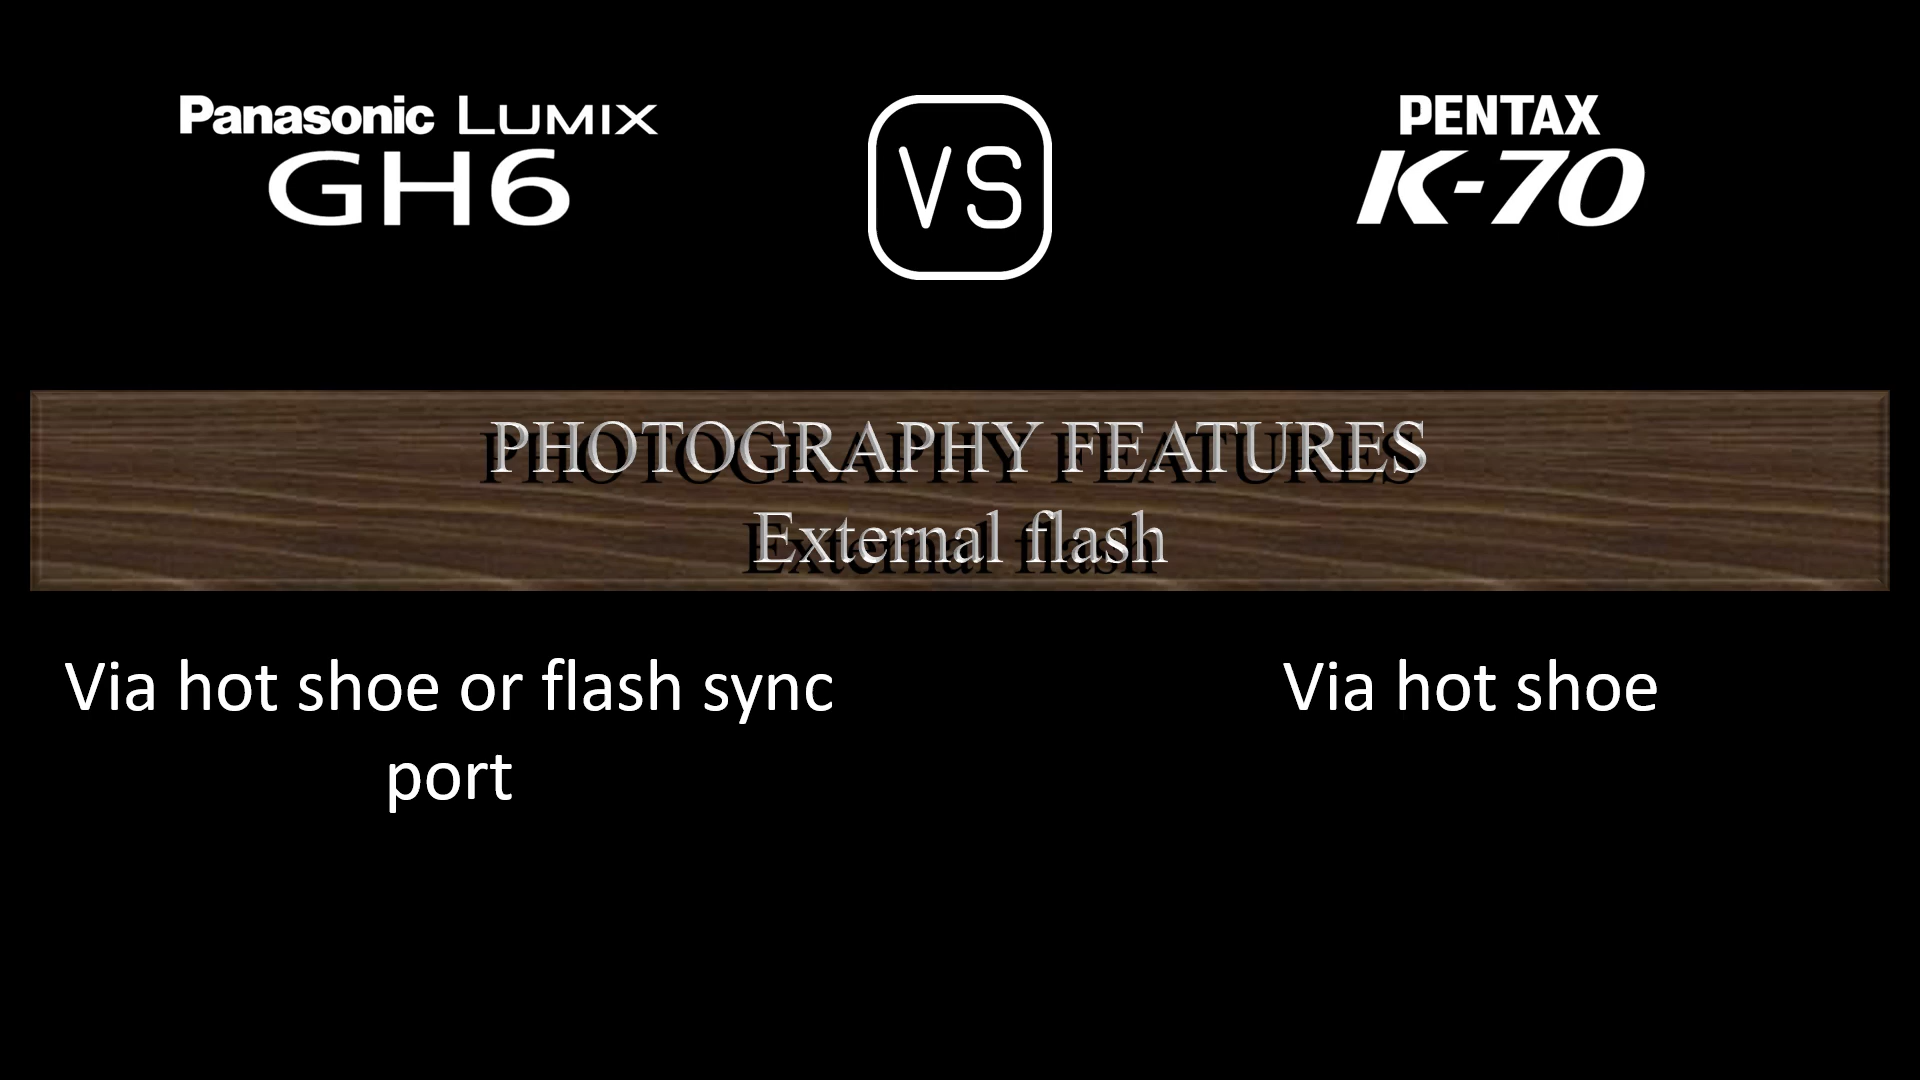 Panasonic LUMIX
GH6
VS
PENTAX
K-70
PHOTOGRAPHY FEATURES
External flash
Via hot shoe or flash sync
port
Via hot shoe